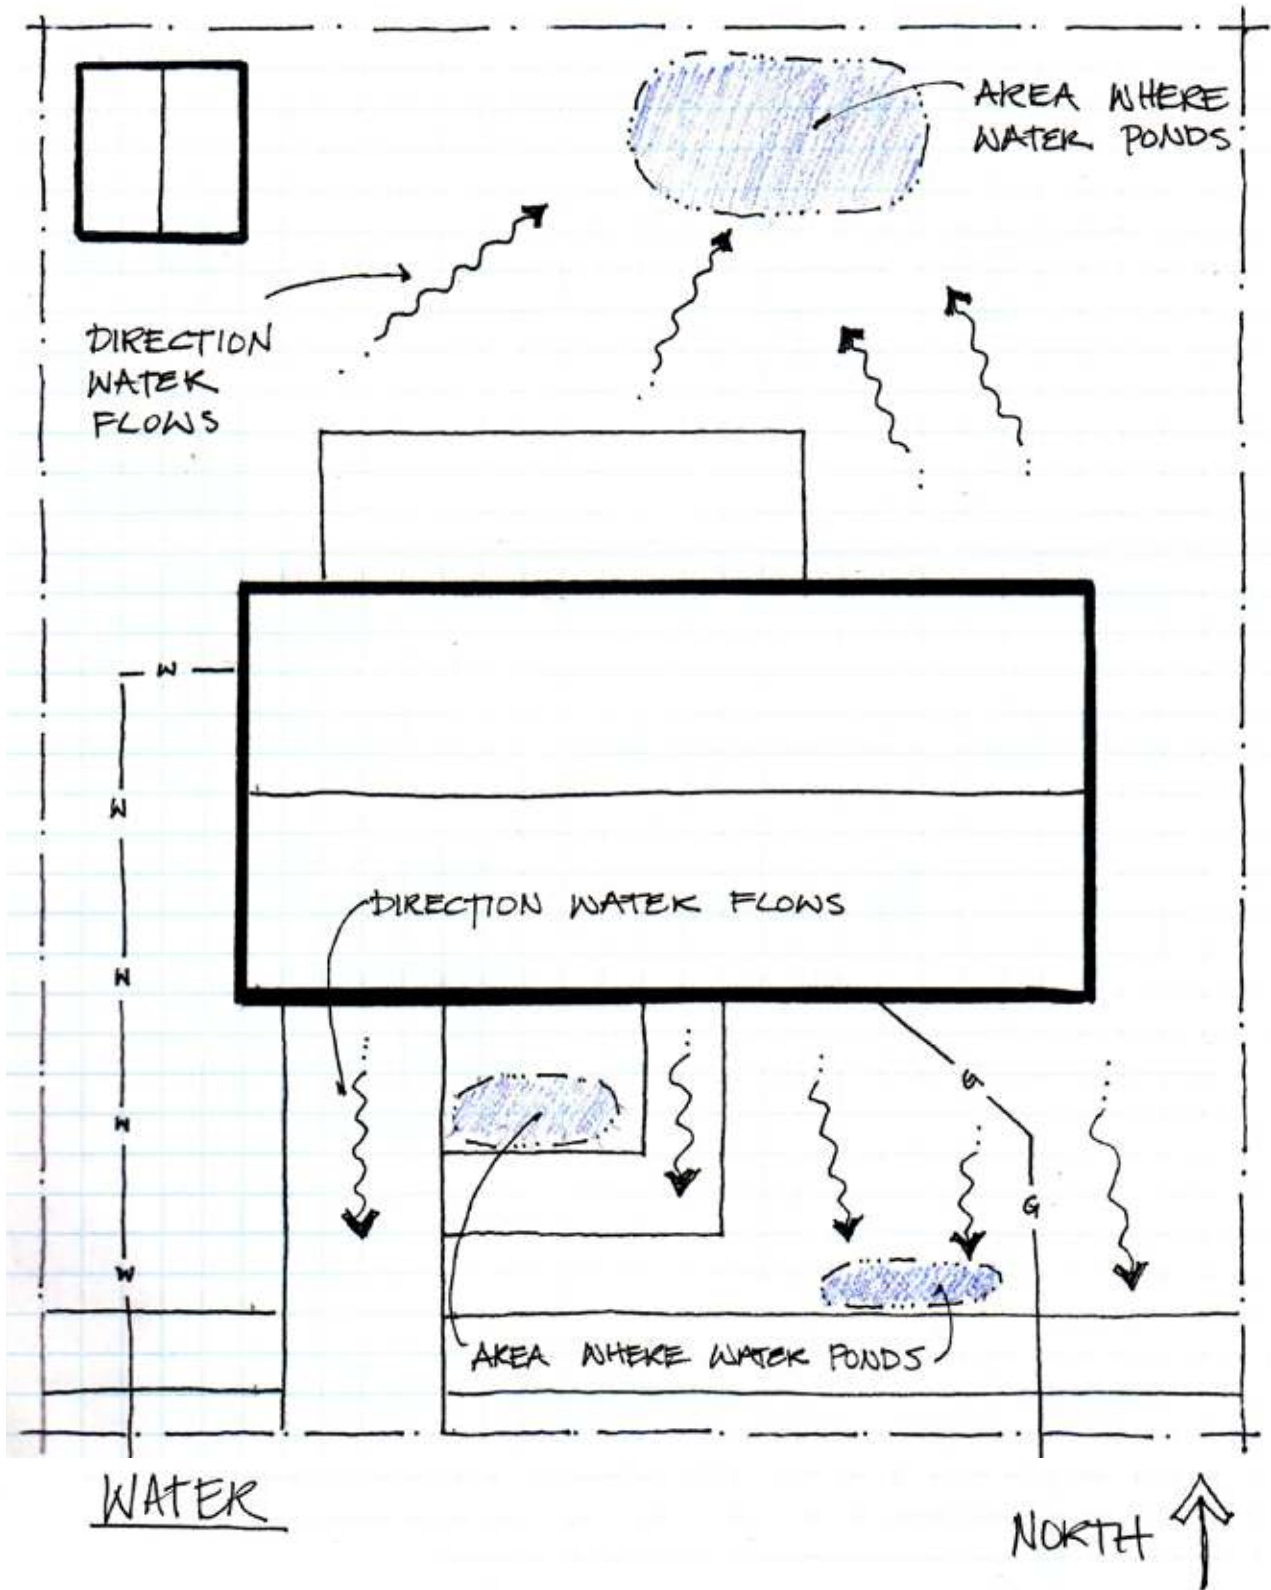 AREA WHERE
WATER PONDS
DIRECTION
WATER
FLOWS
W
W
DIRECTION WATER FLOWS
W
G
W
G
W
AREA WHERE WATER PONDS
WATER
NORTH